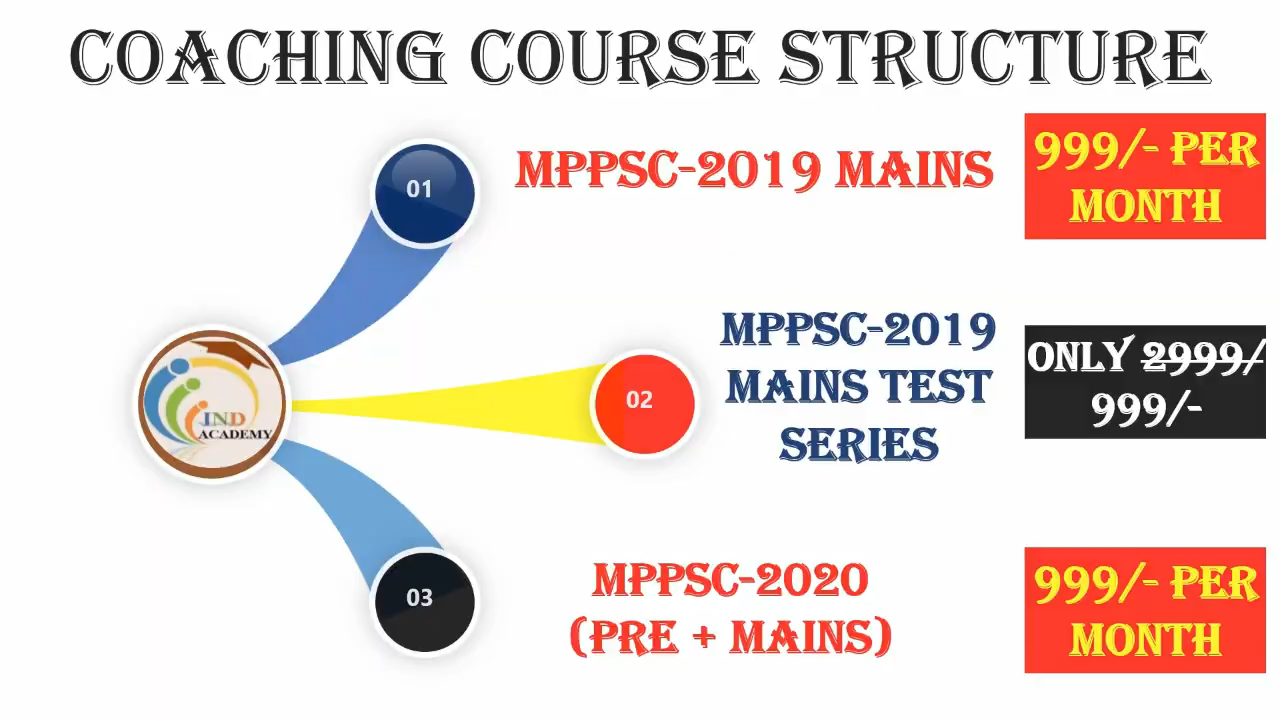 COACHING COURSE STRUCTURE
01
MPPSC-2019 MAINS
999/- PER
MONTH
IND
ACADEMY
02
MPPSC-2019
MAINS TEST
SERIES
ONLY 2999/
999/-
03
MPPSC-2020
(PRE + MAINS)
999/- PER
MONTH